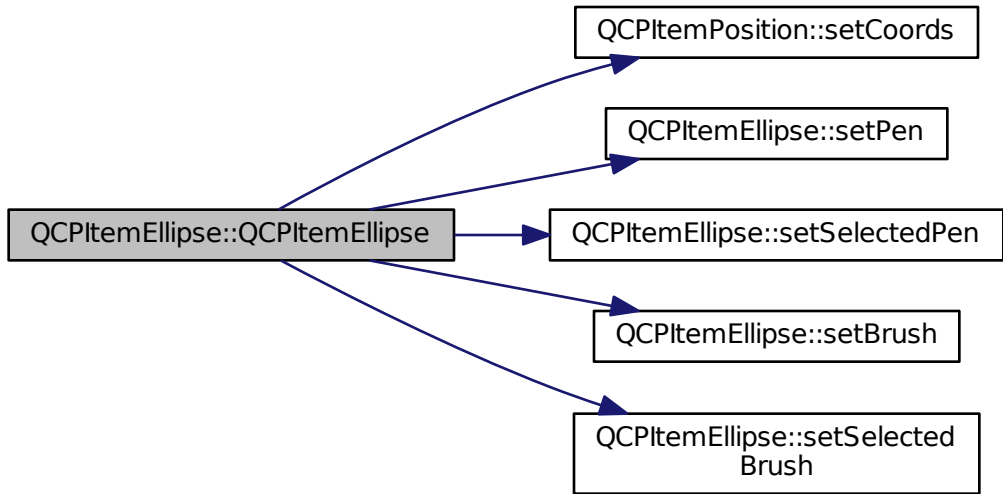 QCPItemPosition::setCoords
QCPItemEllipse::setPen
QCPItemEllipse::QCPItemEllipse
QCPItemEllipse::setSelectedPen
QCPItemEllipse::setBrush
QCPItemEllipse::setSelected
Brush